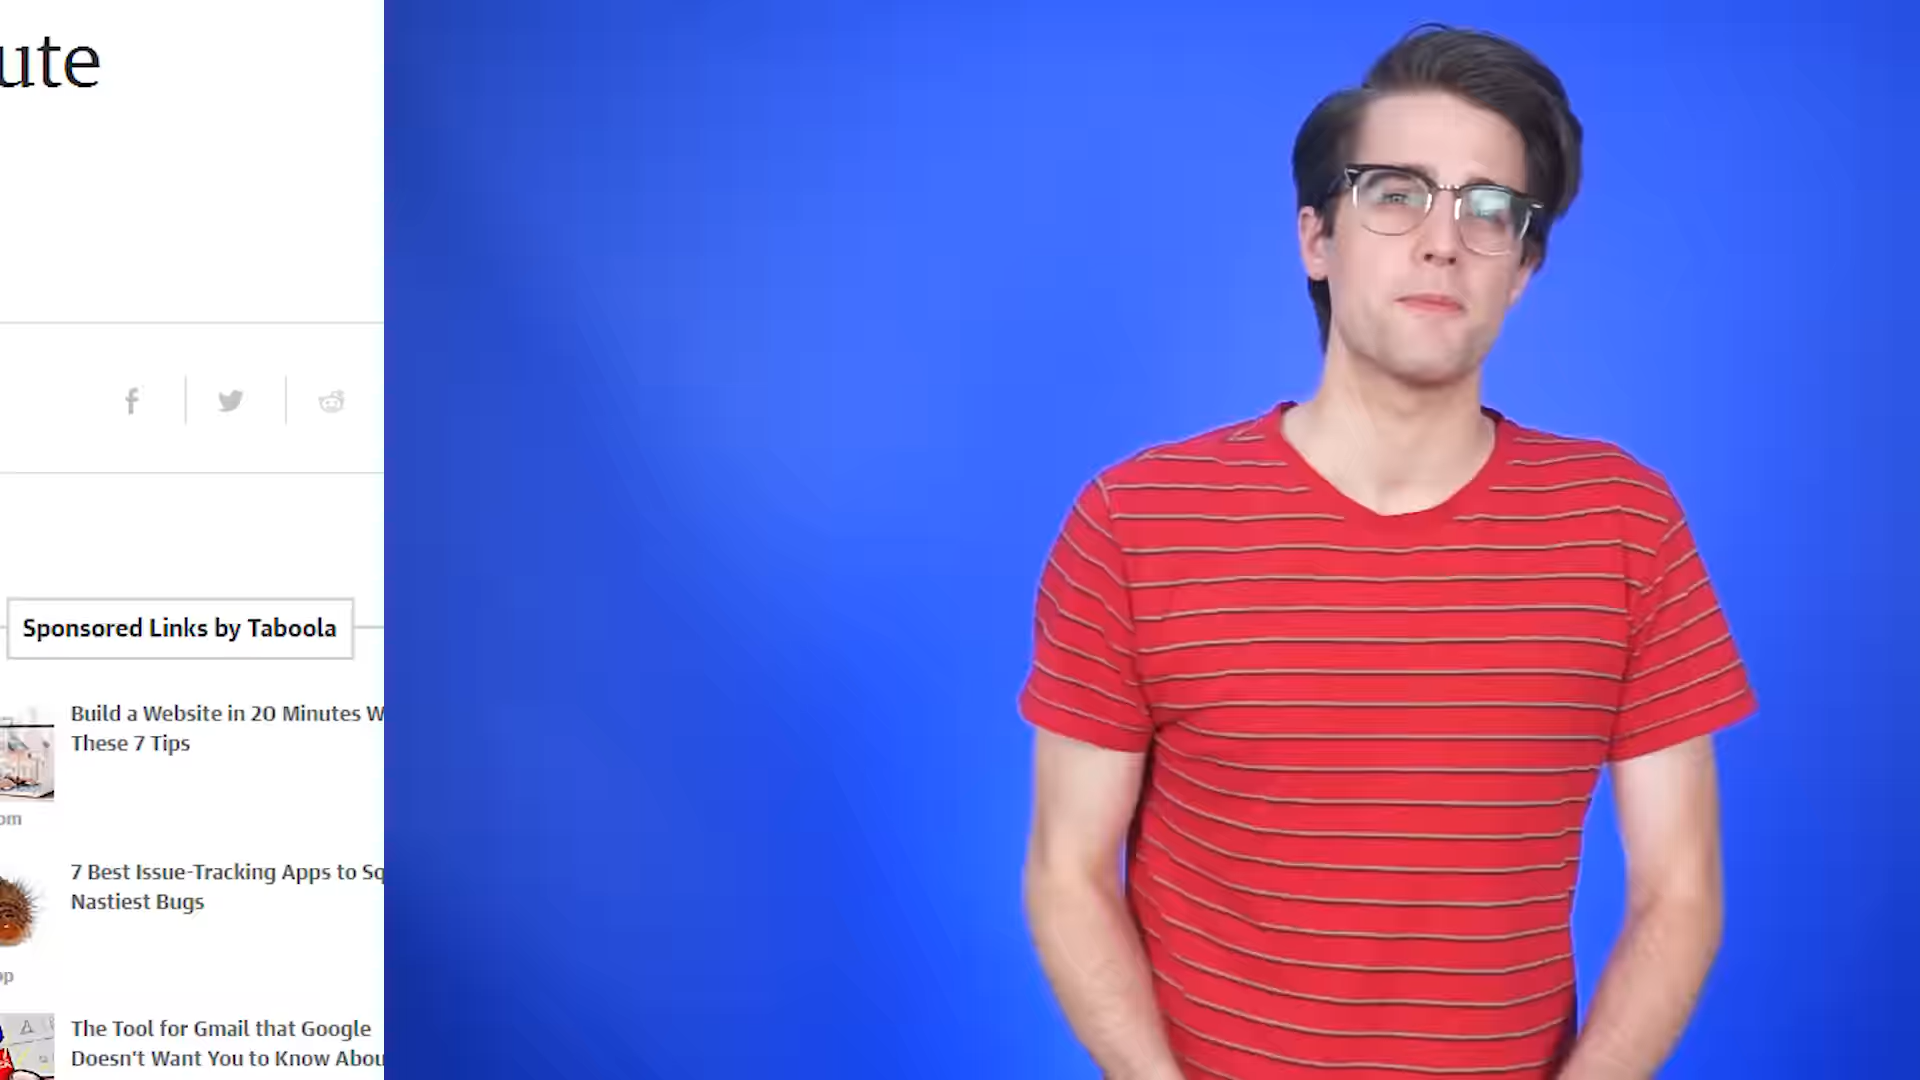 ute
Sponsored Links by Taboola
Build a Website in 20 Minutes W
These 7 Tips
om
7 Best Issue-Tracking Apps to Sq
Nastiest Bugs
op
The Tool for Gmail that Google
Doesn't Want You to Know Abou